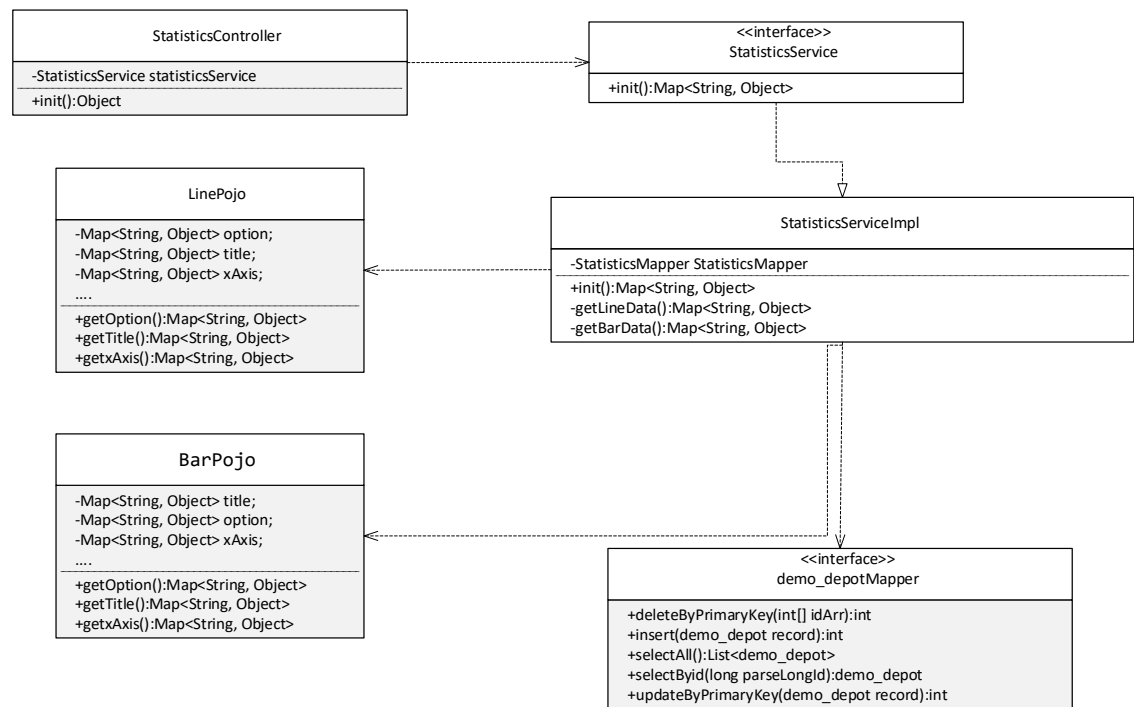 StatisticsController
-StatisticsService statisticsService
+init():Object
<<interface>>
StatisticsService
+init():Map<String, Object>
LinePojo
-Map<String, Object> option;
-Map<String, Object> title;
-Map<String, Object> xAxis;
....
+getOption():Map<String, Object>
+getTitle():Map<String, Object>
+getxAxis():Map<String, Object>
StatisticsServiceImpl
-StatisticsMapper StatisticsMapper
+init():Map<String, Object>
-getLineData():Map<String, Object>
-getBarData():Map<String, Object>
BarPojo
-Map<String, Object> title;
-Map<String, Object> option;
-Map<String, Object> xAxis;
....
+getOption():Map<String, Object>
+getTitle():Map<String, Object>
+getxAxis():Map<String, Object>
<<interface>>
demo_depotMapper
+deleteByPrimaryKey(int[] idArr):int
+insert(demo_depot record):int
+selectAll():List<demo_depot>
+selectByid(long parseLongId):demo_depot
+updateByPrimaryKey(demo_depot record):int